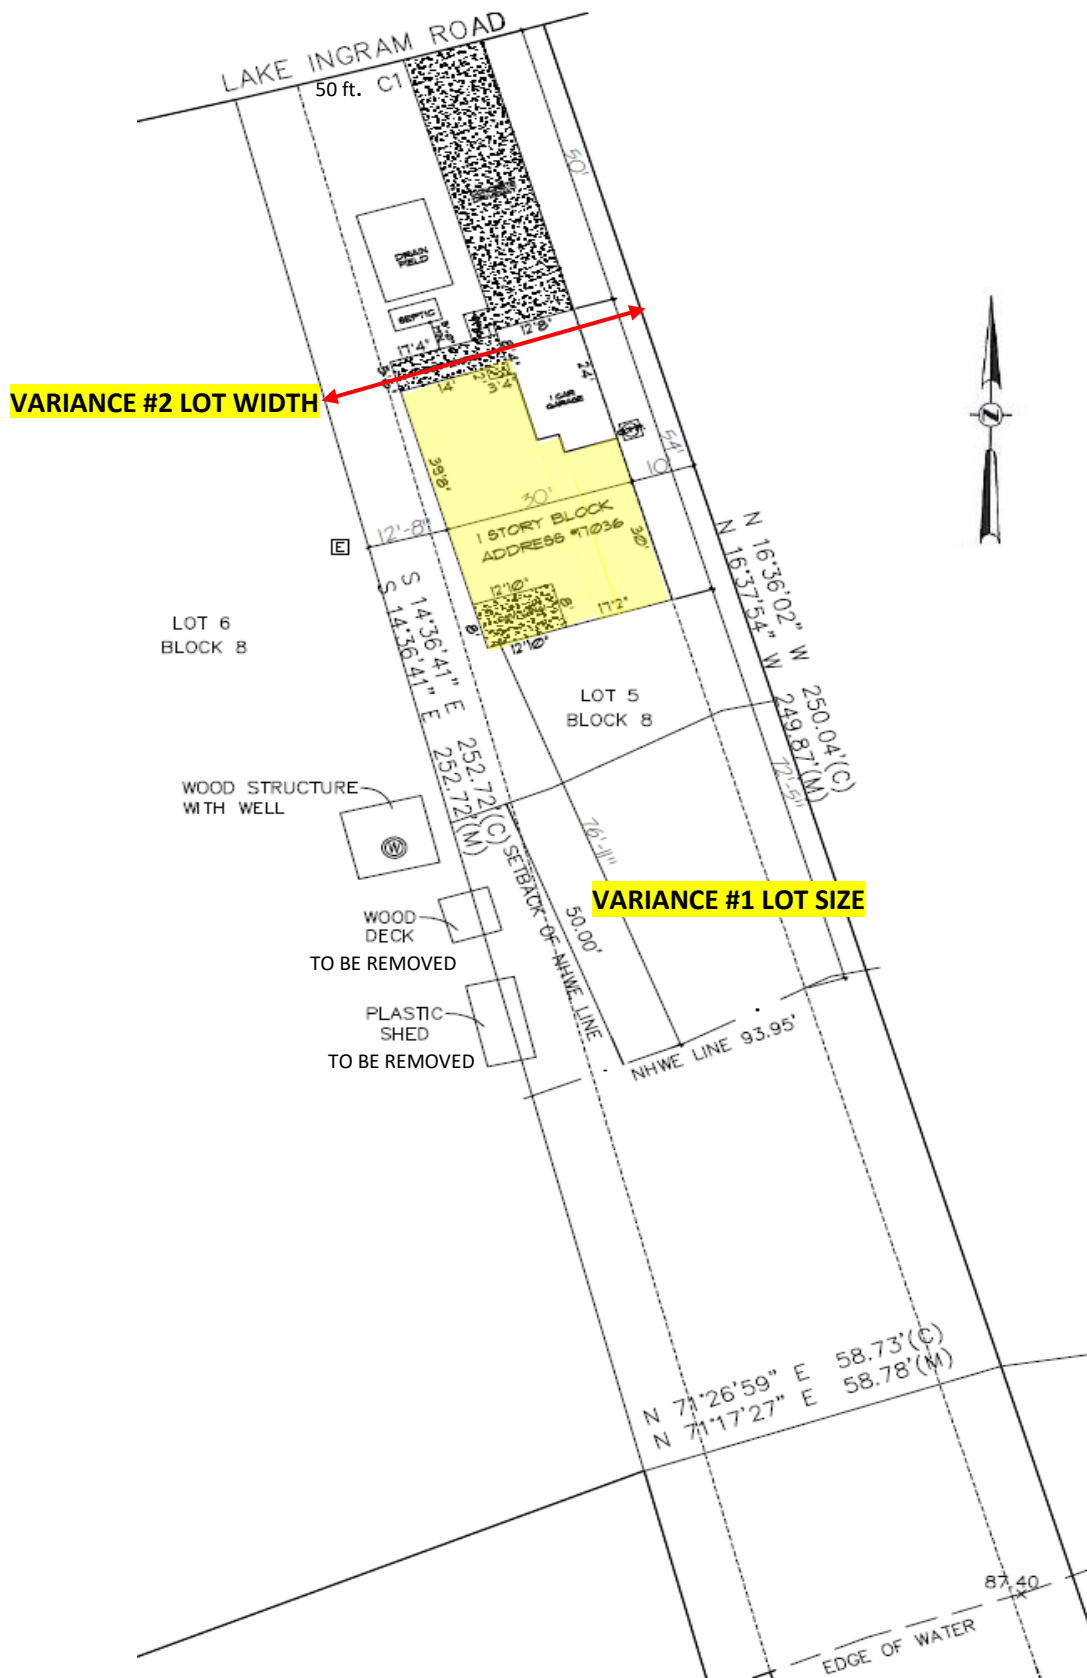 LAKE INGRAM ROAD
50 ft. C1
50'
DRAIN
FIELD
SEPTIC
17'4"
12'8"
VARIANCE #2 LOT WIDTH
14'
3'4"
24'
1 CAR
GARAGE
39'8"
54'
10'
30'
12'-8"
E
1 STORY BLOCK
ADDRESS #17036
30'
12'10"
8'
8'
17'2"
12'10"
N 16°36'02" W 250.04'(C)
N 16°37'54" W 249.87'(M)
S 14°36'41" E 252.72'(C)
S 14°36'41" E 252.72'(M)
LOT 6
BLOCK 8
LOT 5
BLOCK 8
WOOD STRUCTURE
WITH WELL
W
72'-5"
76'-11"
VARIANCE #1 LOT SIZE
50.00'
SETBACK OF NHWE LINE
WOOD
DECK
TO BE REMOVED
PLASTIC
SHED
TO BE REMOVED
NHWE LINE 93.95'
N 71°26'59" E 58.73'(C)
N 71°17'27" E 58.78'(M)
87.40
EDGE OF WATER
N